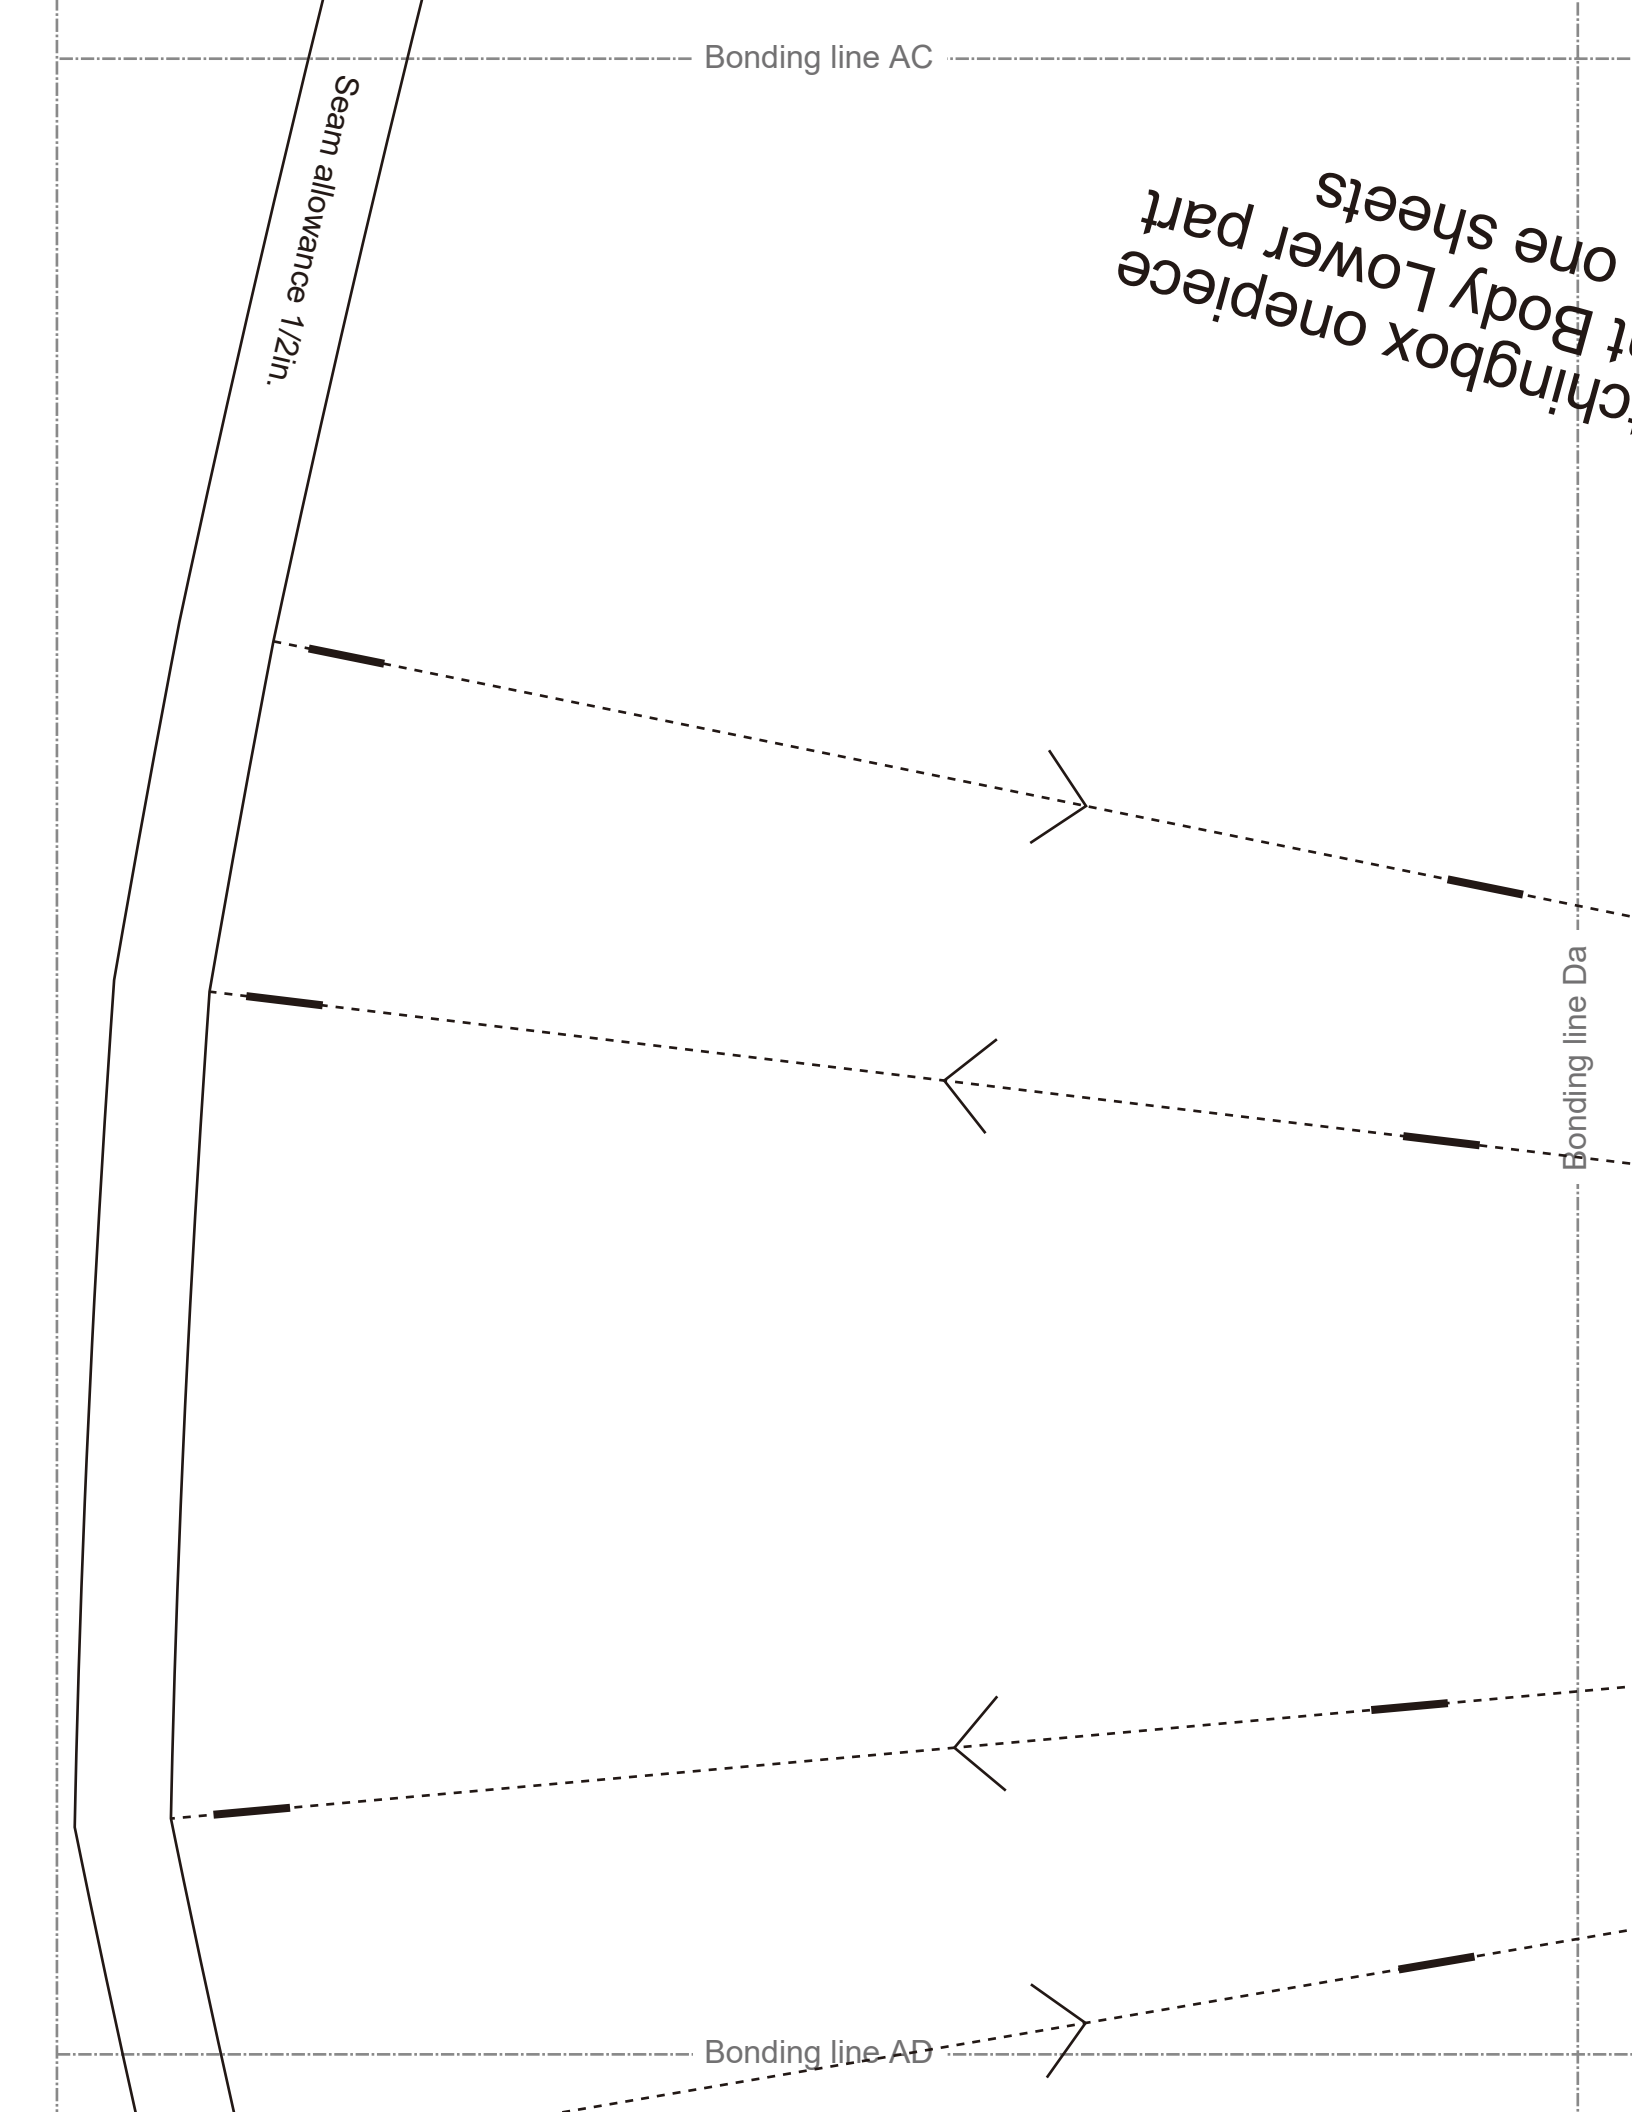 Bonding line AC
Seam allowance 1/2in.
chingbox onepiece
t Body Lower part
one sheets
Bonding line Da
Bonding line AD